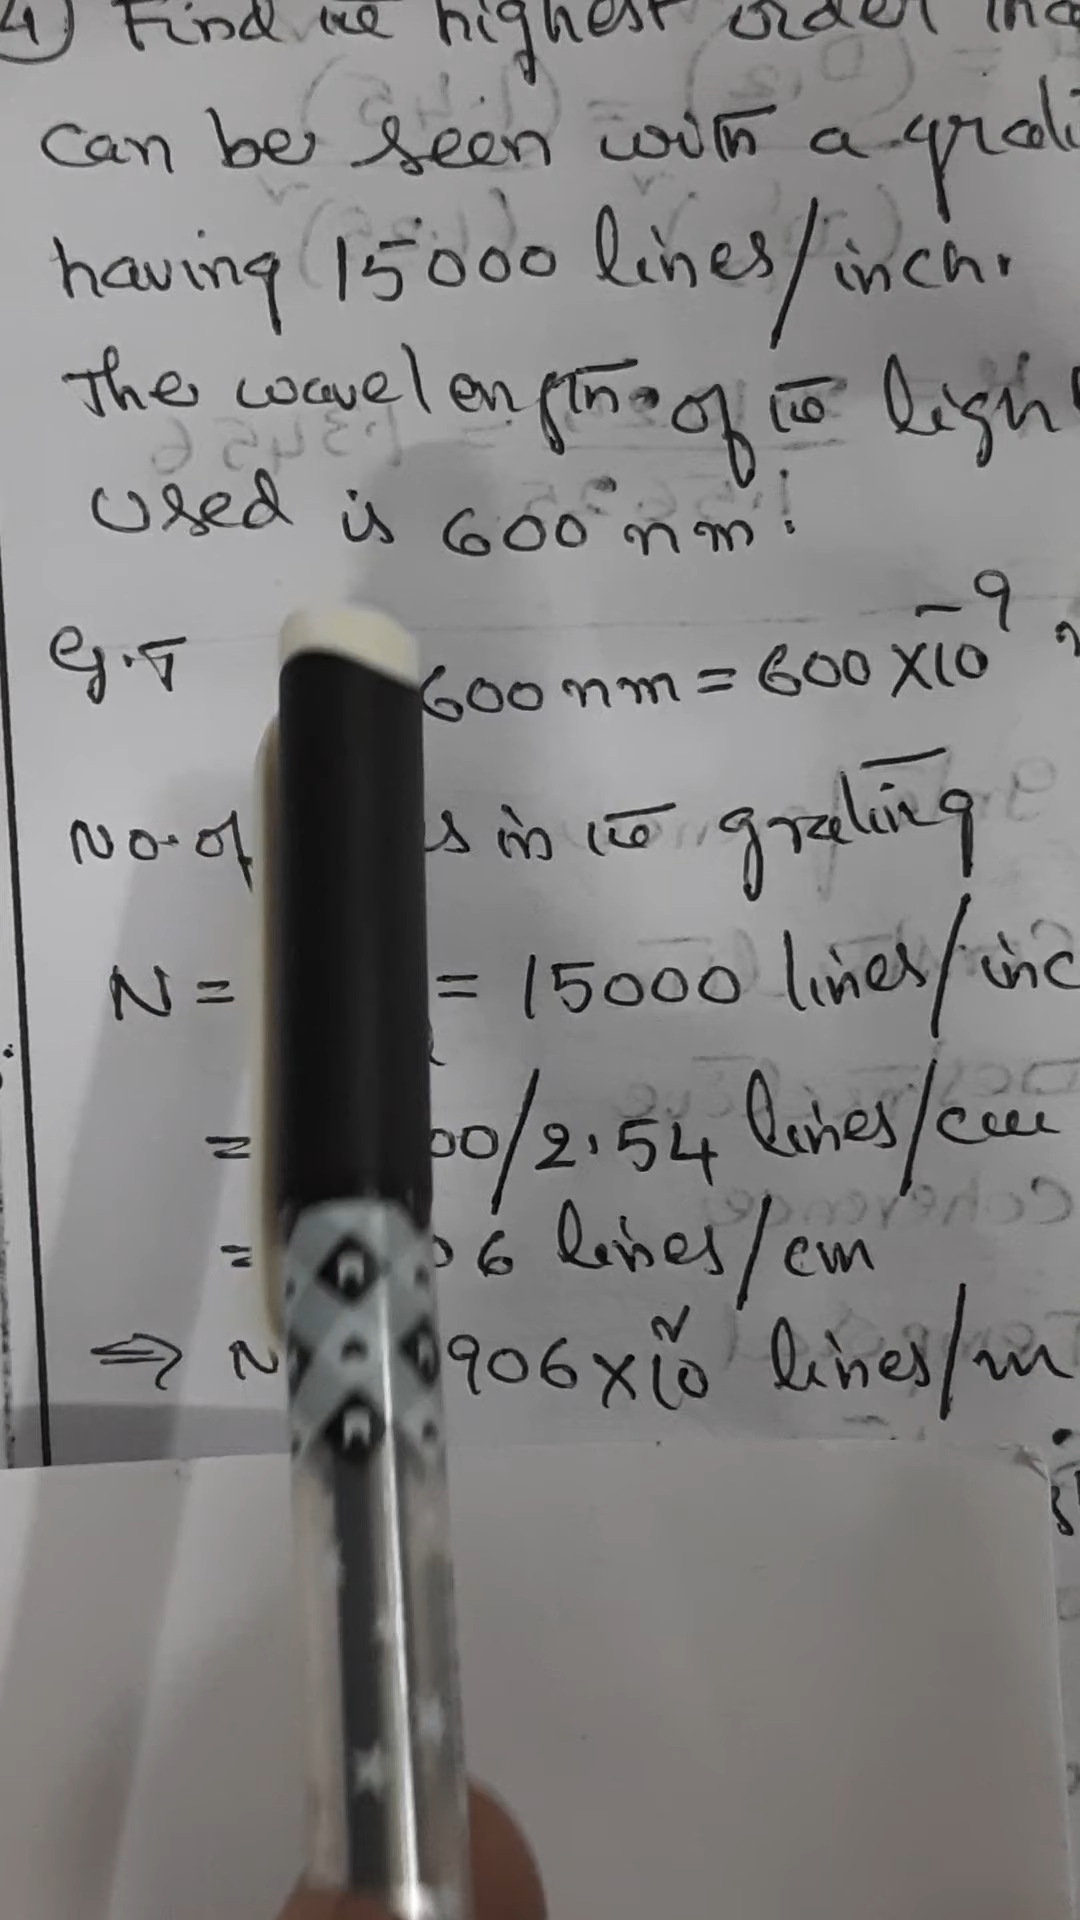 4) Find the highest order
can be seen with a
having 15000 lines/inch.
The wavelength of the light
used is 600 nm.
G.T 600 nm = 600 X10⁻⁹
No. of s in the grating
N = = 15000 lines/inc
= 00/2.54 lines/cm
= 06 lines/cm
⇒ N 906 x 10² lines/m